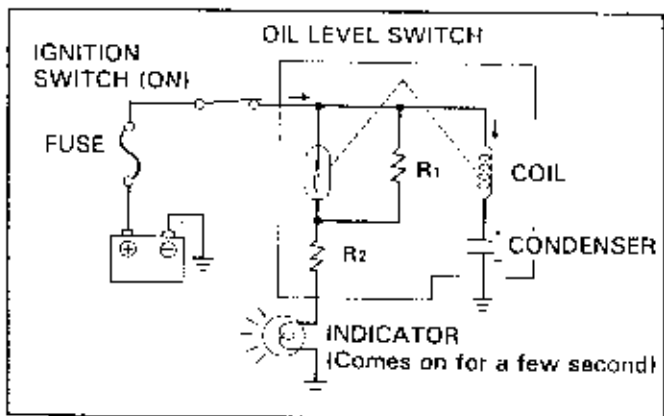 OIL LEVEL SWITCH
IGNITION
SWITCH (ON)
FUSE
R1
COIL
CONDENSER
R2
INDICATOR
(Comes on for a few second)